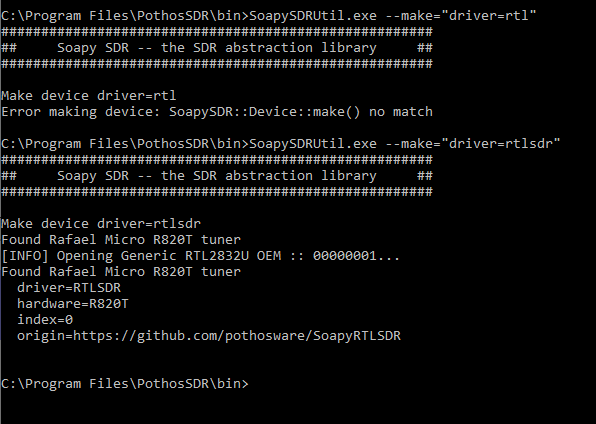 C:\Program Files\PothosSDR\bin>SoapySDRUtil.exe --make="driver=rtl"
######################################################
##     Soapy SDR -- the SDR abstraction library     ##
######################################################
Make device driver=rtl
Error making device: SoapySDR::Device::make() no match
C:\Program Files\PothosSDR\bin>SoapySDRUtil.exe --make="driver=rtlsdr"
######################################################
##     Soapy SDR -- the SDR abstraction library     ##
######################################################
Make device driver=rtlsdr
Found Rafael Micro R820T tuner
[INFO] Opening Generic RTL2832U OEM :: 00000001...
Found Rafael Micro R820T tuner
  driver=RTLSDR
  hardware=R820T
  index=0
  origin=https://github.com/pothosware/SoapyRTLSDR
C:\Program Files\PothosSDR\bin>